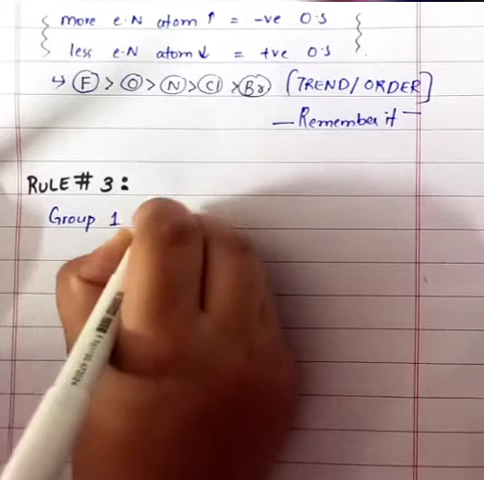 more e.N atom ↑ = -ve O.S
less e.N atom ↓ = +ve O.S
↳ F > O > N > Cl > Br (TREND/ORDER]
— Remember it —
RULE # 3:
Group 1